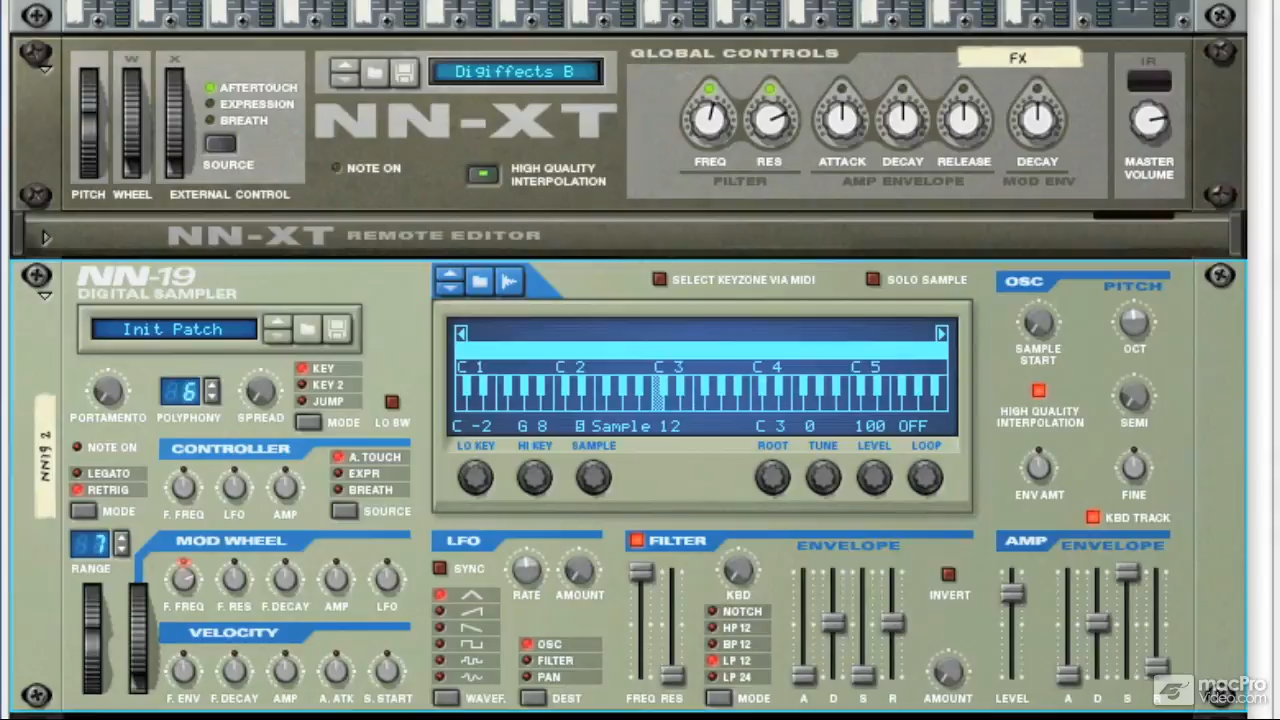 W X
GLOBAL CONTROLS FX IR
AFTERTOUCH
EXPRESSION
BREATH
SOURCE
Digiffects B
NN-XT
NOTE ON
HIGH QUALITY
INTERPOLATION
FREQ RES ATTACK DECAY RELEASE DECAY
FILTER AMP ENVELOPE MOD ENV
MASTER
VOLUME
PITCH WHEEL EXTERNAL CONTROL
NN-XT REMOTE EDITOR
NN-19
DIGITAL SAMPLER
SELECT KEYZONE VIA MIDI SOLO SAMPLE
OSC PITCH
Init Patch
SAMPLE
START
OCT
C 1 C 2 C 3 C 4 C 5
KEY
KEY 2
JUMP
MODE
LO BW
6
PORTAMENTO POLYPHONY SPREAD
HIGH QUALITY
INTERPOLATION
SEMI
C -2 G 8 Sample 12 C 3 0 100 OFF
LO KEY HI KEY SAMPLE ROOT TUNE LEVEL LOOP
NN19 2
NOTE ON
LEGATO
RETRIG
MODE
CONTROLLER
F. FREQ LFO AMP
A. TOUCH
EXPR
BREATH
SOURCE
ENV AMT FINE
KBD TRACK
7
RANGE
MOD WHEEL
F. FREQ F. RES F. DECAY AMP LFO
VELOCITY
F. ENV F. DECAY AMP A. ATK S. START
LFO
SYNC
RATE AMOUNT
OSC
FILTER
PAN
WAVEF. DEST
FILTER ENVELOPE
KBD
NOTCH
HP 12
BP 12
LP 12
LP 24
FREQ RES MODE
INVERT
A D S R AMOUNT
AMP ENVELOPE
LEVEL A D S R
macPro
Video.com